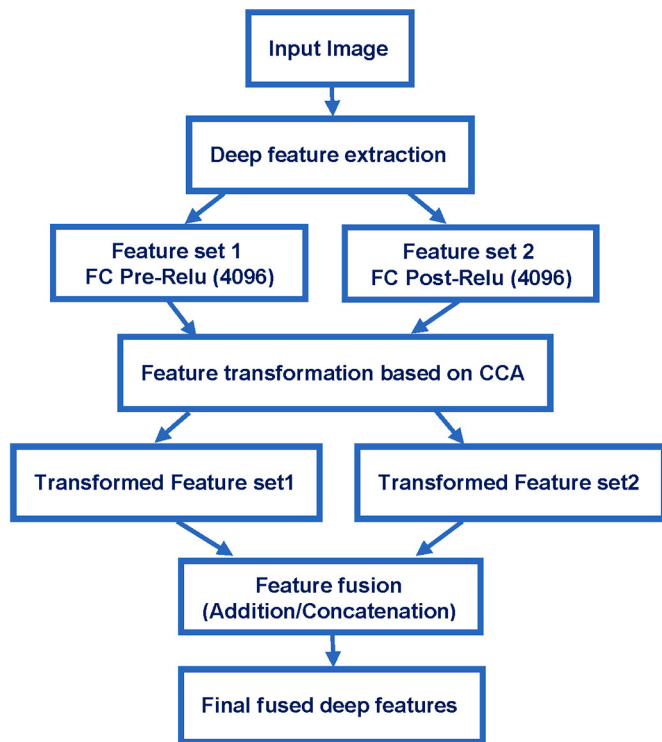 Input Image
Deep feature extraction
Feature set 1
FC Pre-Relu (4096)
Feature set 2
FC Post-Relu (4096)
Feature transformation based on CCA
Transformed Feature set1
Transformed Feature set2
Feature fusion
(Addition/Concatenation)
Final fused deep features